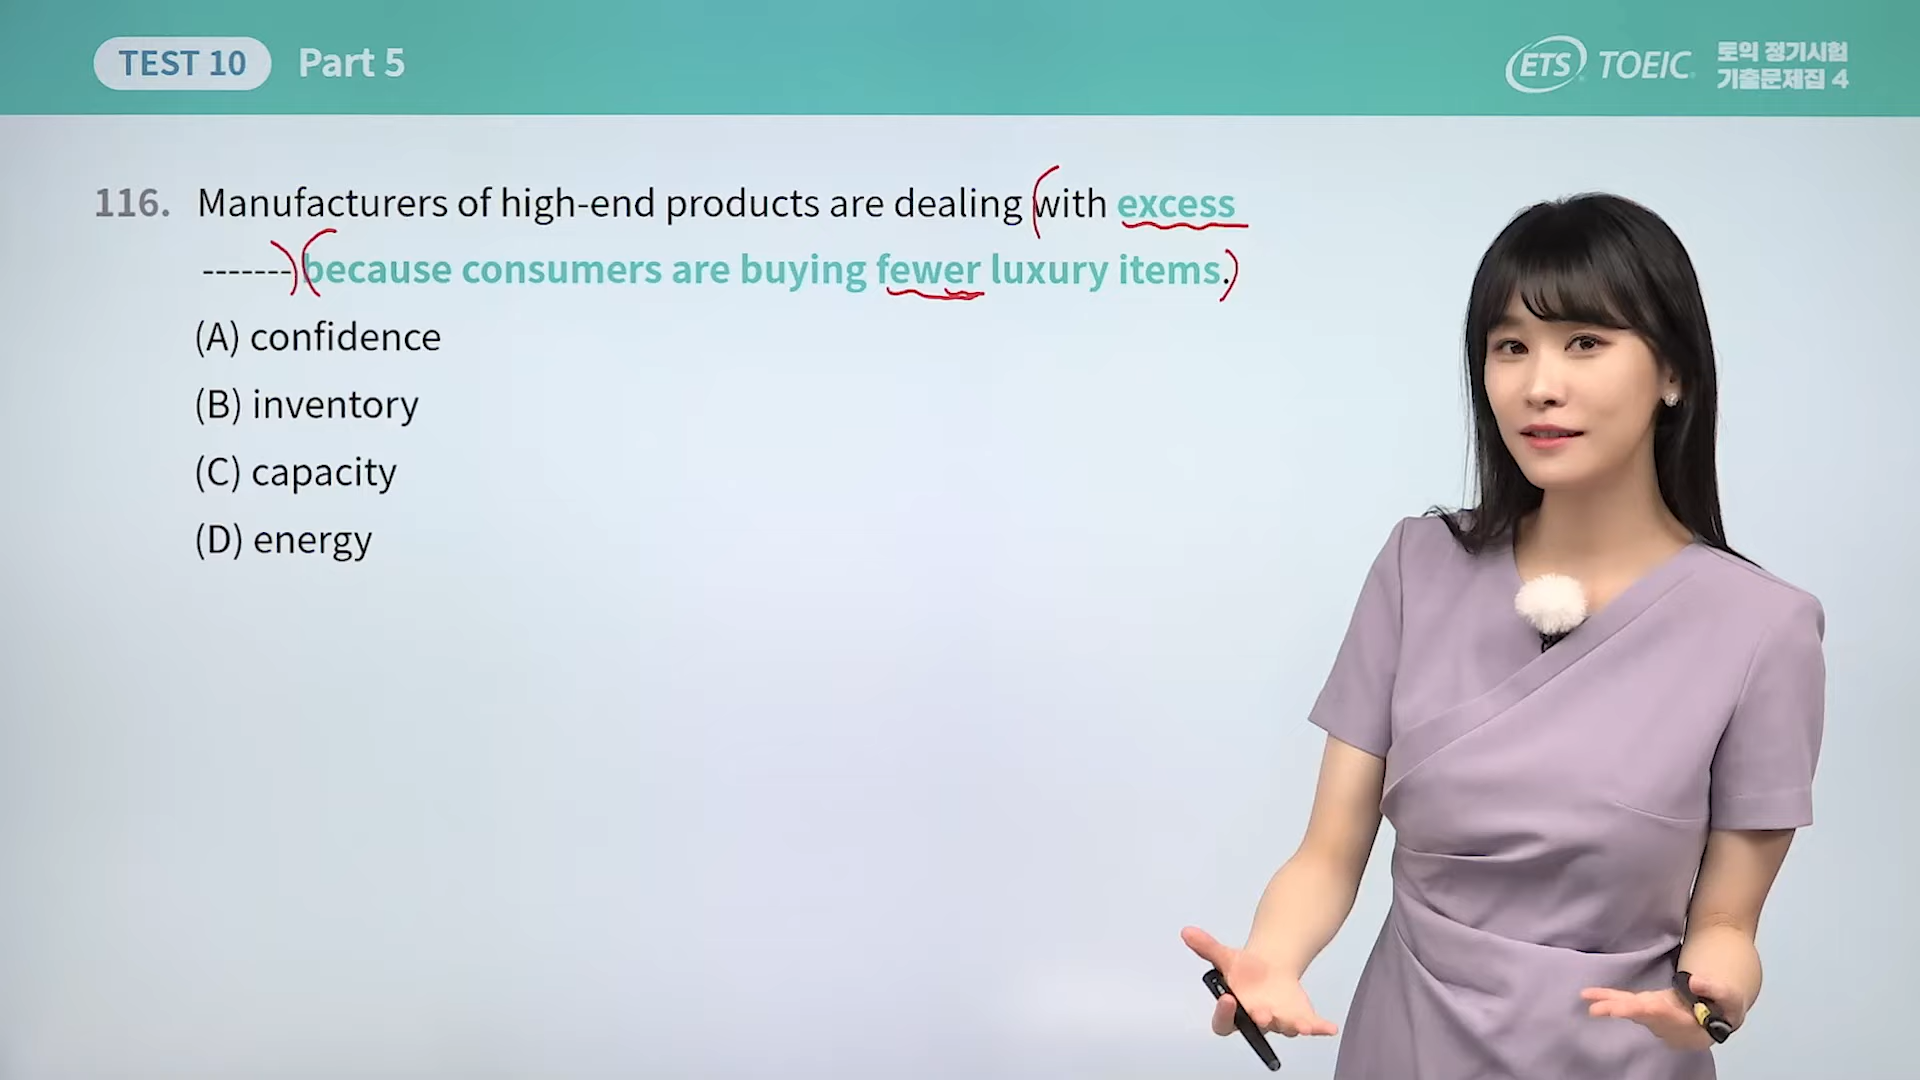 TEST 10 Part 5
ETS TOEIC 토익 정기시험
기출문제집 4
116. Manufacturers of high-end products are dealing with excess
------- because consumers are buying fewer luxury items.
(A) confidence
(B) inventory
(C) capacity
(D) energy